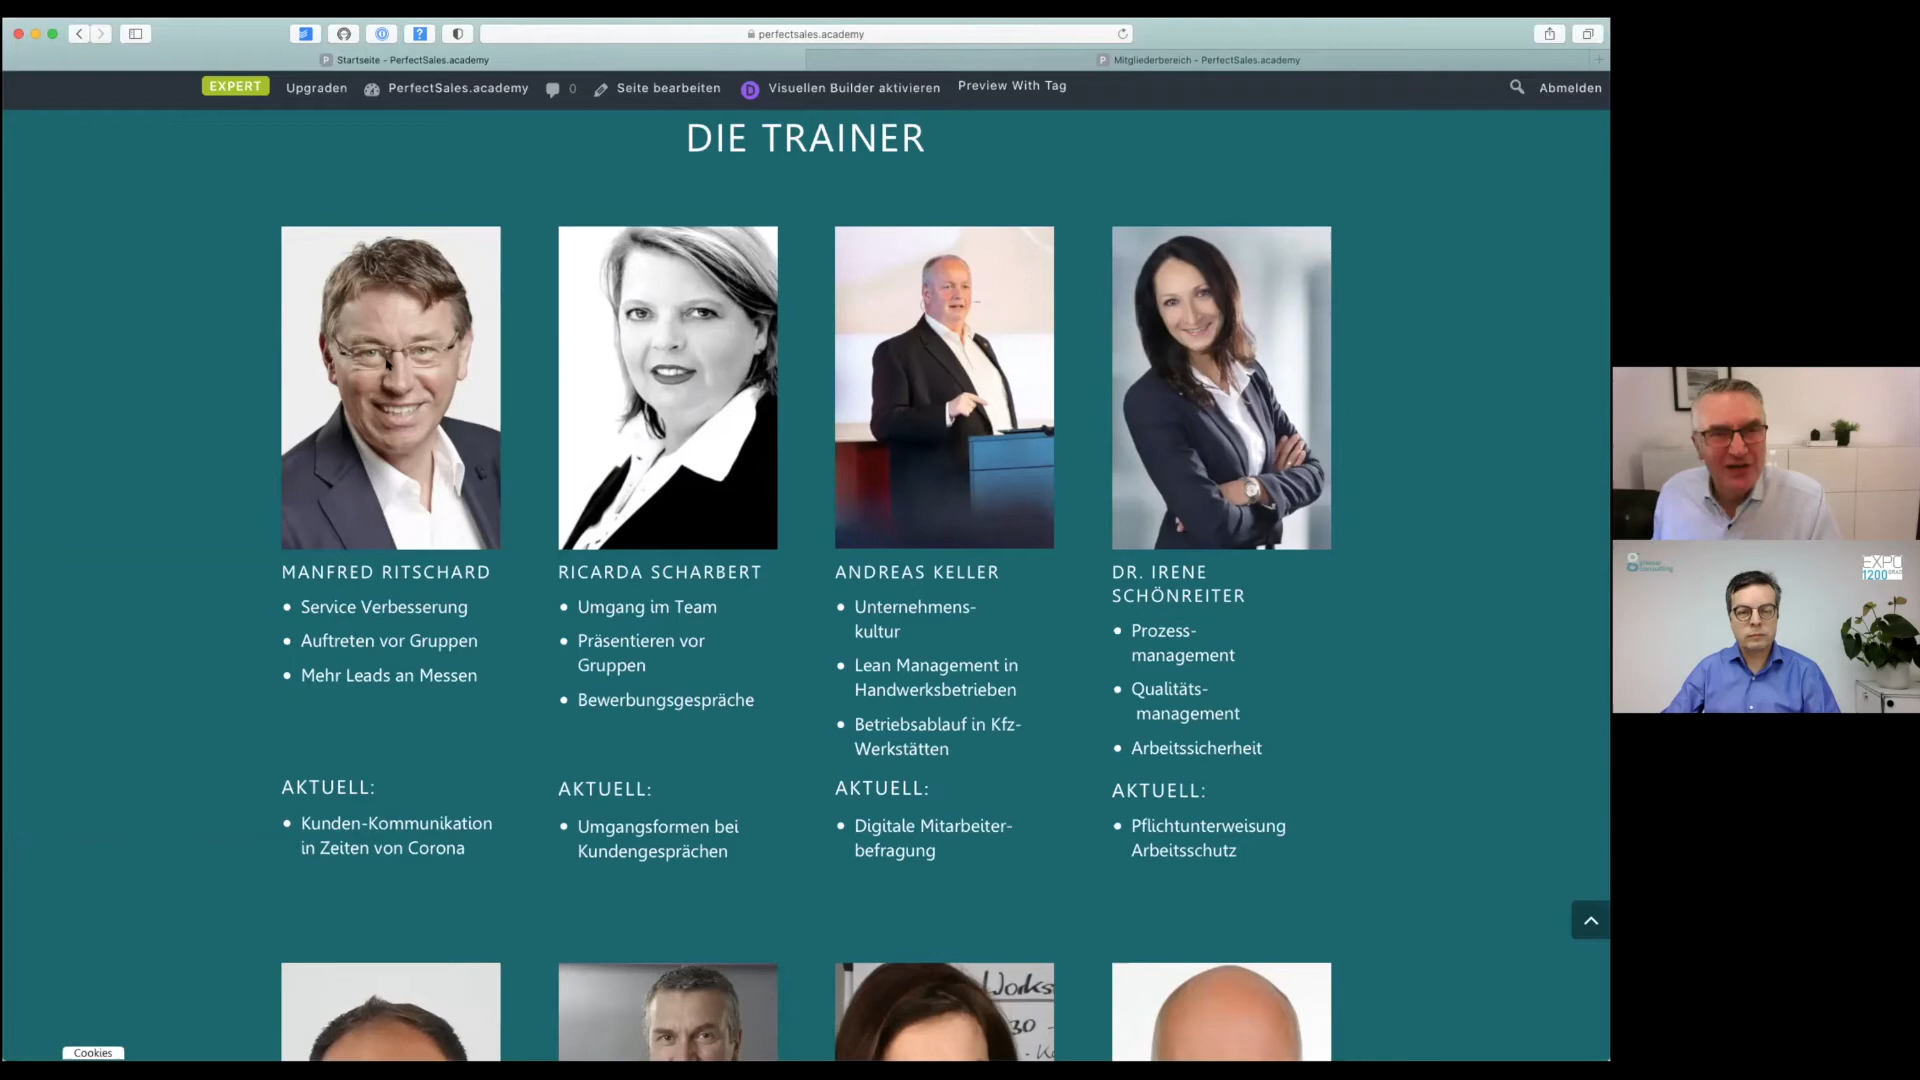 perfectsales.academy
Startseite - PerfectSales.academy
Mitgliederbereich - PerfectSales.academy
EXPERT
Upgraden
PerfectSales.academy
0
Seite bearbeiten
Visuellen Builder aktivieren
Preview With Tag
Abmelden
DIE TRAINER
MANFRED RITSCHARD
Service Verbesserung
Auftreten vor Gruppen
Mehr Leads an Messen
AKTUELL:
Kunden-Kommunikation
in Zeiten von Corona
RICARDA SCHARBERT
Umgang im Team
Präsentieren vor
Gruppen
Bewerbungsgespräche
AKTUELL:
Umgangsformen bei
Kundengesprächen
ANDREAS KELLER
Unternehmens-
kultur
Lean Management in
Handwerksbetrieben
Betriebsablauf in Kfz-
Werkstätten
AKTUELL:
Digitale Mitarbeiter-
befragung
DR. IRENE
SCHÖNREITER
Prozess-
management
Qualitäts-
management
Arbeitssicherheit
AKTUELL:
Pflichtunterweisung
Arbeitsschutz
Works
30 -
Cookies
consulting
EXPO
1200 GRAD